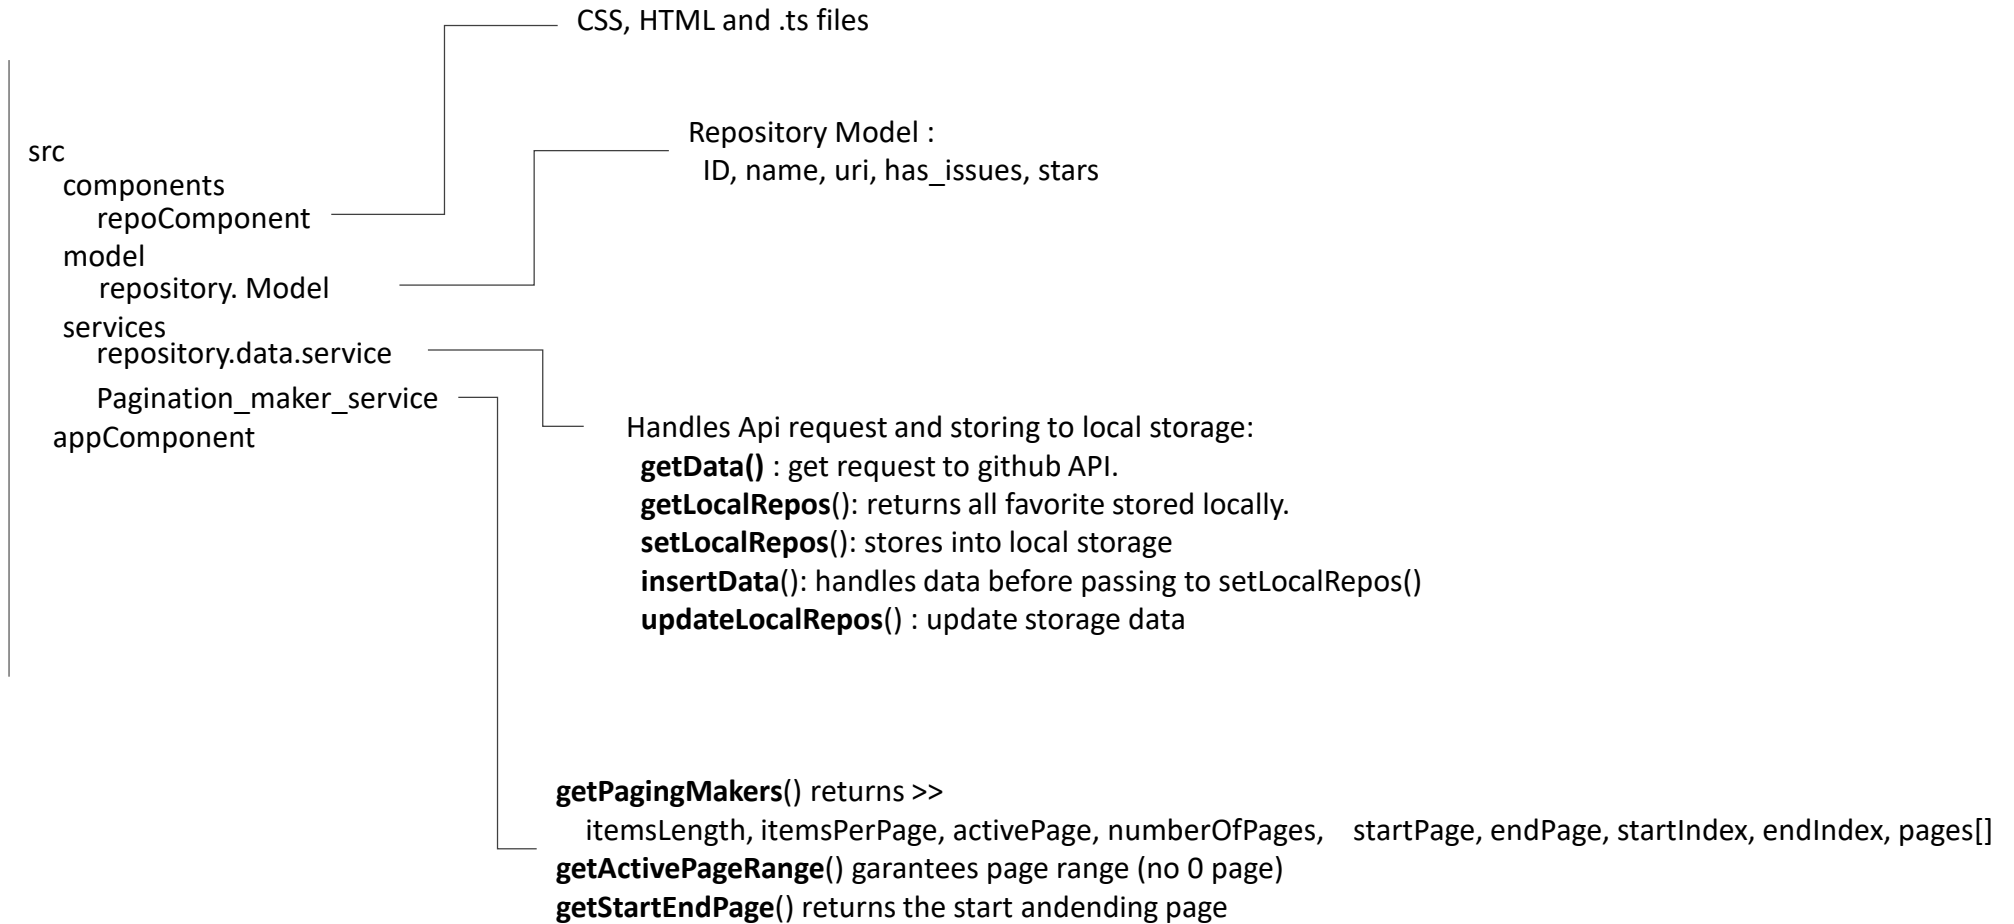 CSS, HTML and .ts files
Repository Model :
ID, name, uri, has_issues, stars
src
components
repoComponent
model
repository. Model
services
repository.data.service
Pagination_maker_service
appComponent
Handles Api request and storing to local storage:
getData() : get request to github API.
getLocalRepos(): returns all favorite stored locally.
setLocalRepos(): stores into local storage
insertData(): handles data before passing to setLocalRepos()
updateLocalRepos() : update storage data
getPagingMakers() returns >>
itemsLength, itemsPerPage, activePage, numberOfPages, startPage, endPage, startIndex, endIndex, pages[]
getActivePageRange() garantees page range (no 0 page)
getStartEndPage() returns the start andending page